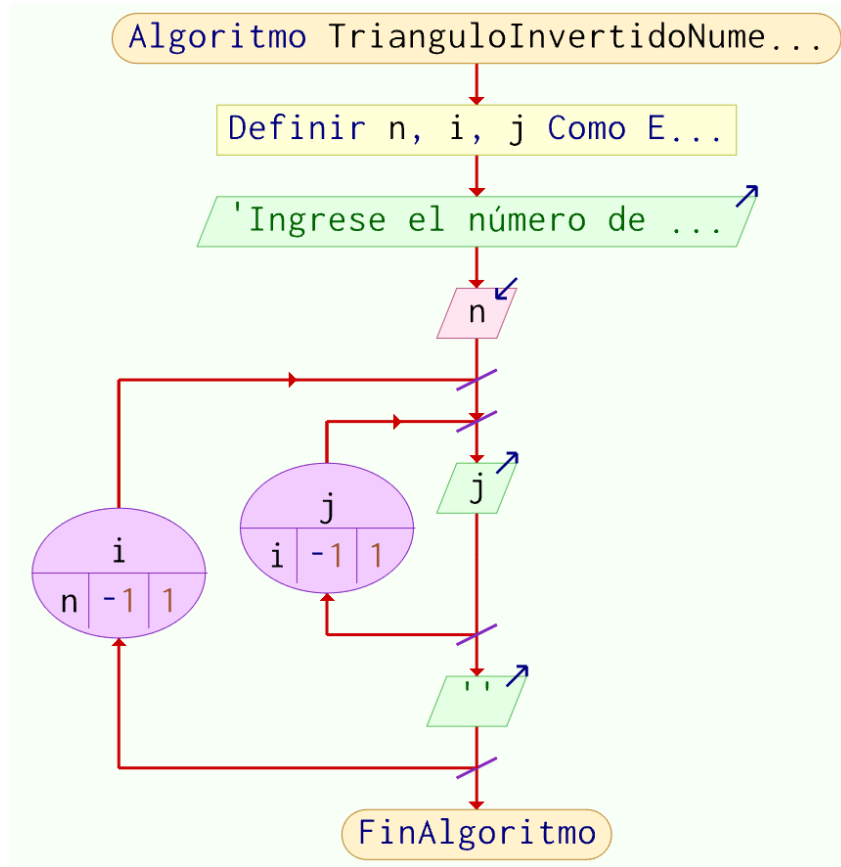 Algoritmo TrianguloInvertidoNume...
Definir n, i, j Como E...
'Ingrese el número de ...
n
j
i -1 1
j
i
n -1 1
''
FinAlgoritmo